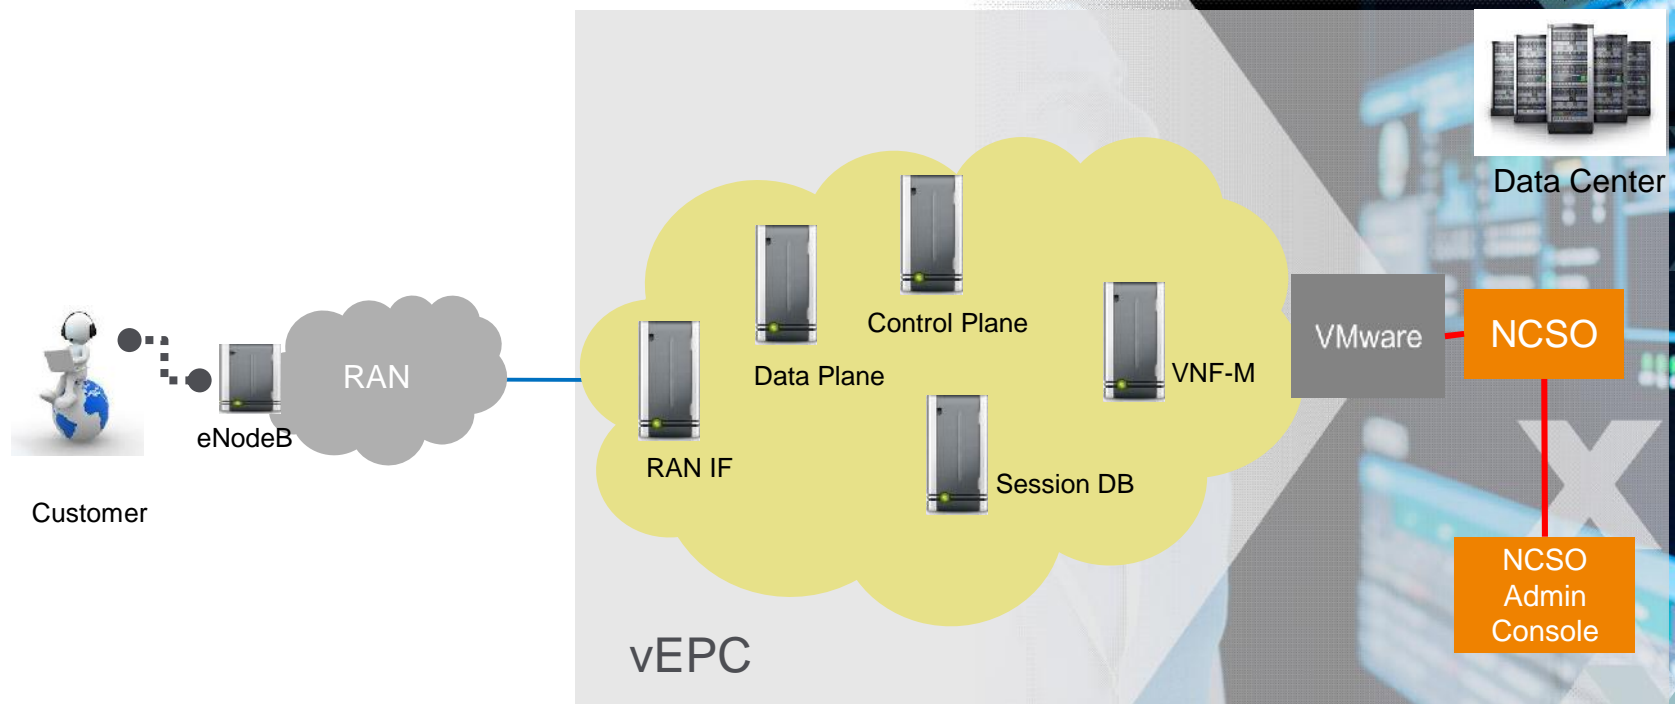 Data Center
Control Plane
Data Plane
VNF-M
VMware
NCSO
RAN
eNodeB
RAN IF
Session DB
Customer
NCSO
Admin
Console
vEPC